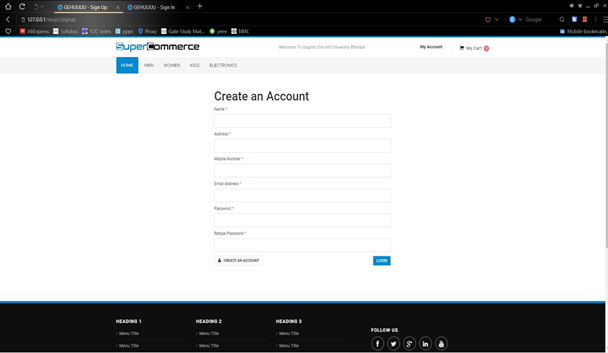 GEHUUUU - Sign Up
GEHUUUU - Sign In
127.0.0.1/shop/signup
Google
AliExpress
Syllabus
TOC notes
ppps
Proxy
Gate Study Mat...
yeee
NMC
Mobile bookmarks
SuperCommerce
Welcome To Graphic Era Hill University Bhimtal
My Account
My Cart 0
HOME
MEN
WOMEN
KIDS
ELECTRONICS
Create an Account
Name *
Address *
Mobile Number *
Email Address *
Password *
Retype Password *
CREATE AN ACCOUNT
LOGIN
HEADING 1
HEADING 2
HEADING 3
FOLLOW US
Menu Title
Menu Title
Menu Title
Menu Title
Menu Title
Menu Title